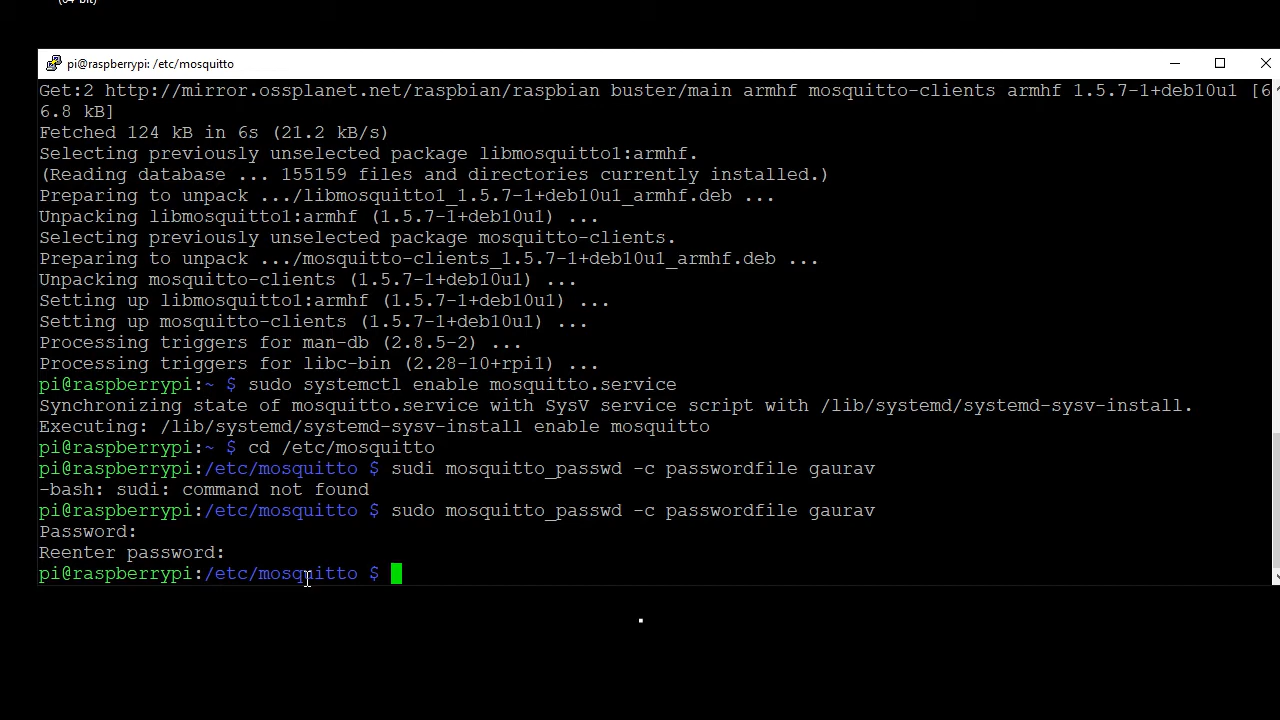 (64-bit)
pi@raspberrypi: /etc/mosquitto
Get:2 http://mirror.ossplanet.net/raspbian/raspbian buster/main armhf mosquitto-clients armhf 1.5.7-1+deb10u1 [6
6.8 kB]
Fetched 124 kB in 6s (21.2 kB/s)
Selecting previously unselected package libmosquitto1:armhf.
(Reading database ... 155159 files and directories currently installed.)
Preparing to unpack .../libmosquitto1_1.5.7-1+deb10u1_armhf.deb ...
Unpacking libmosquitto1:armhf (1.5.7-1+deb10u1) ...
Selecting previously unselected package mosquitto-clients.
Preparing to unpack .../mosquitto-clients_1.5.7-1+deb10u1_armhf.deb ...
Unpacking mosquitto-clients (1.5.7-1+deb10u1) ...
Setting up libmosquitto1:armhf (1.5.7-1+deb10u1) ...
Setting up mosquitto-clients (1.5.7-1+deb10u1) ...
Processing triggers for man-db (2.8.5-2) ...
Processing triggers for libc-bin (2.28-10+rpi1) ...
pi@raspberrypi:~ $ sudo systemctl enable mosquitto.service
Synchronizing state of mosquitto.service with SysV service script with /lib/systemd/systemd-sysv-install.
Executing: /lib/systemd/systemd-sysv-install enable mosquitto
pi@raspberrypi:~ $ cd /etc/mosquitto
pi@raspberrypi:/etc/mosquitto $ sudi mosquitto_passwd -c passwordfile gaurav
-bash: sudi: command not found
pi@raspberrypi:/etc/mosquitto $ sudo mosquitto_passwd -c passwordfile gaurav
Password:
Reenter password:
pi@raspberrypi:/etc/mosquitto $